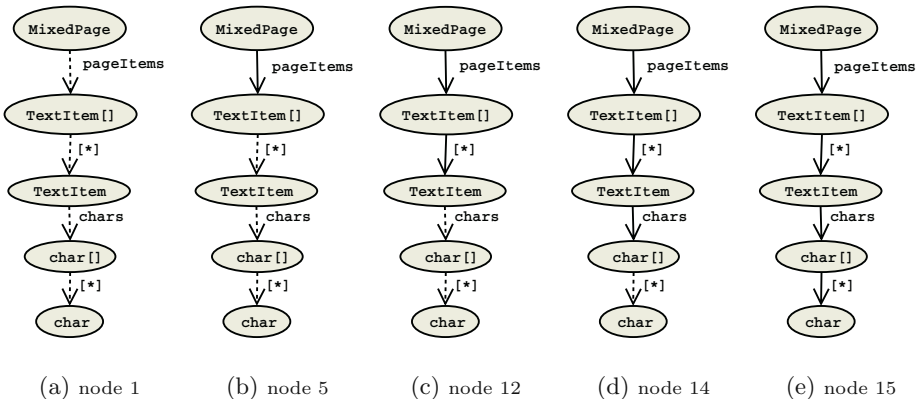 MixedPage MixedPage MixedPage MixedPage MixedPage
pageItems pageItems pageItems pageItems pageItems
TextItem[] TextItem[] TextItem[] TextItem[] TextItem[]
[*] [*] [*] [*] [*]
TextItem TextItem TextItem TextItem TextItem
chars chars chars chars chars
char[] char[] char[] char[] char[]
[*] [*] [*] [*] [*]
char char char char char
(a) node 1 (b) node 5 (c) node 12 (d) node 14 (e) node 15